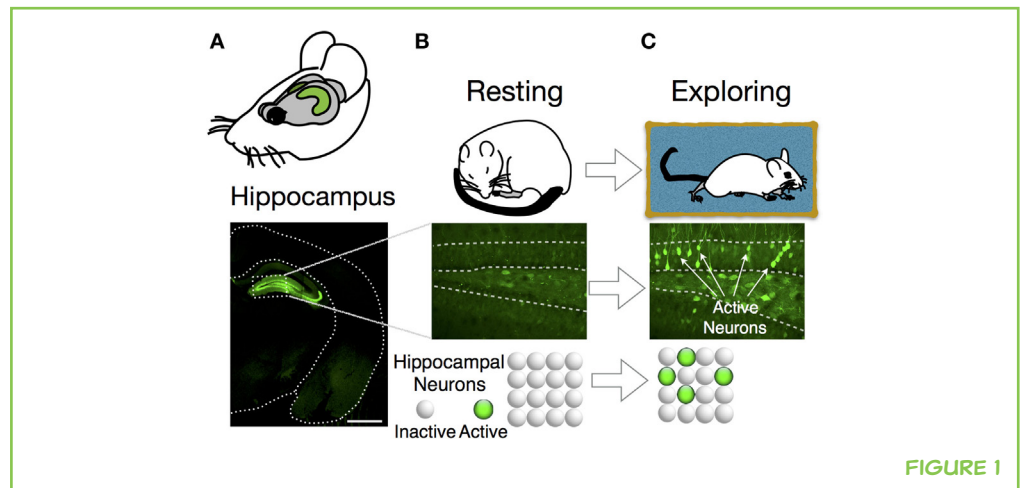 A
B
C
Resting
Exploring
Hippocampus
Active
Neurons
Hippocampal
Neurons
Inactive Active
FIGURE 1